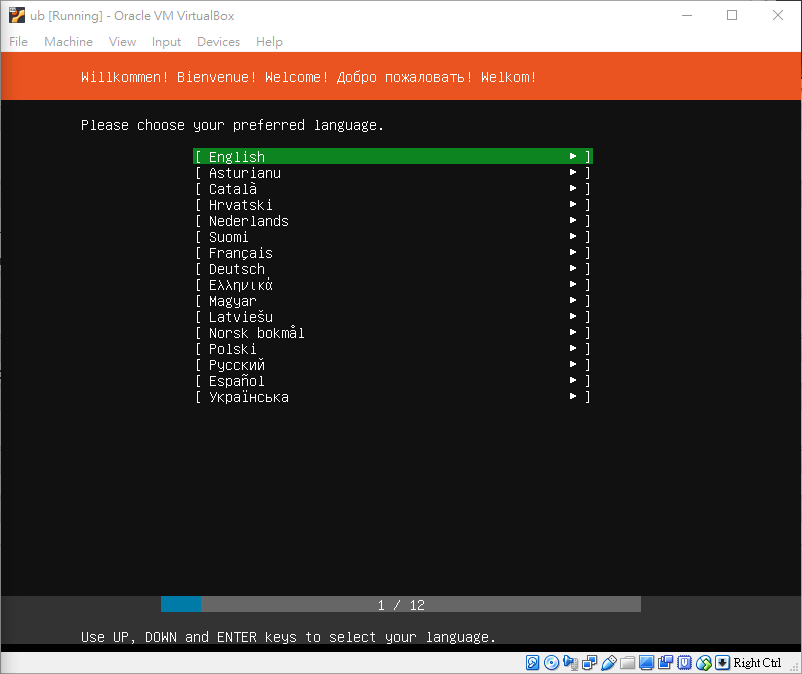 ub [Running] - Oracle VM VirtualBox
File Machine View Input Devices Help
Willkommen! Bienvenue! Welcome! Добро пожаловать! Welkom!
Please choose your preferred language.
[ English ► ]
[ Asturianu ► ]
[ Català ► ]
[ Hrvatski ► ]
[ Nederlands ► ]
[ Suomi ► ]
[ Français ► ]
[ Deutsch ► ]
[ Ελληνικά ► ]
[ Magyar ► ]
[ Latviešu ► ]
[ Norsk bokmål ► ]
[ Polski ► ]
[ Русский ► ]
[ Español ► ]
[ Українська ► ]
1 / 12
Use UP, DOWN and ENTER keys to select your language.
Right Ctrl